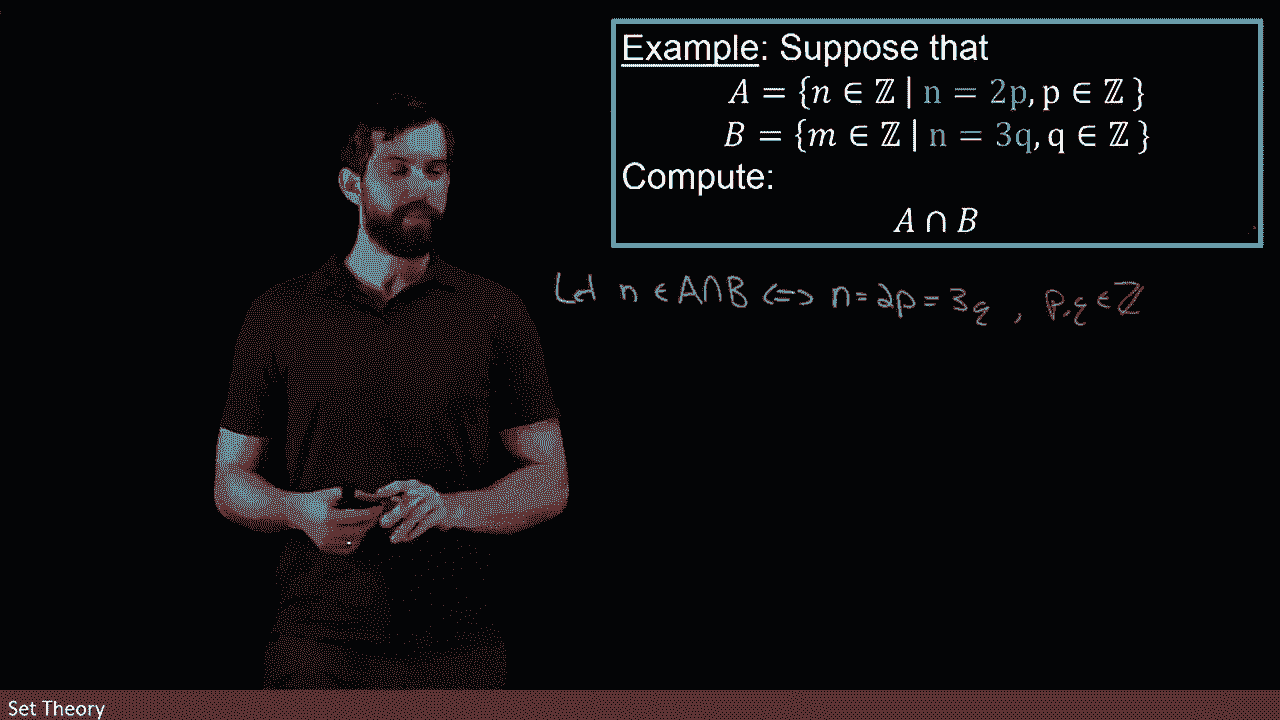 Example: Suppose that
A = {n ∈ ℤ | n = 2p, p ∈ ℤ }
B = {m ∈ ℤ | n = 3q, q ∈ ℤ }
Compute:
A ∩ B
Let n ∈ A∩B ⟺ n = 2p = 3q , p,q ∈ ℤ
Set Theory